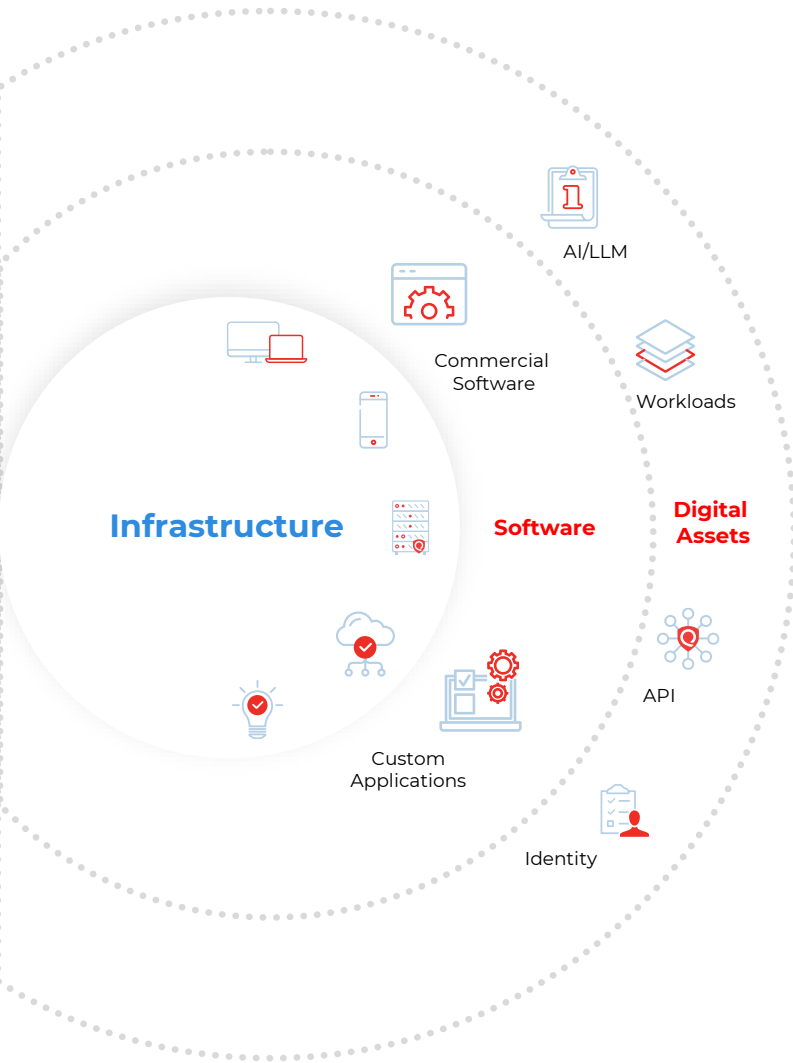 AI/LLM
Commercial
Software
Workloads
Infrastructure
Software
Digital
Assets
API
Custom
Applications
Identity